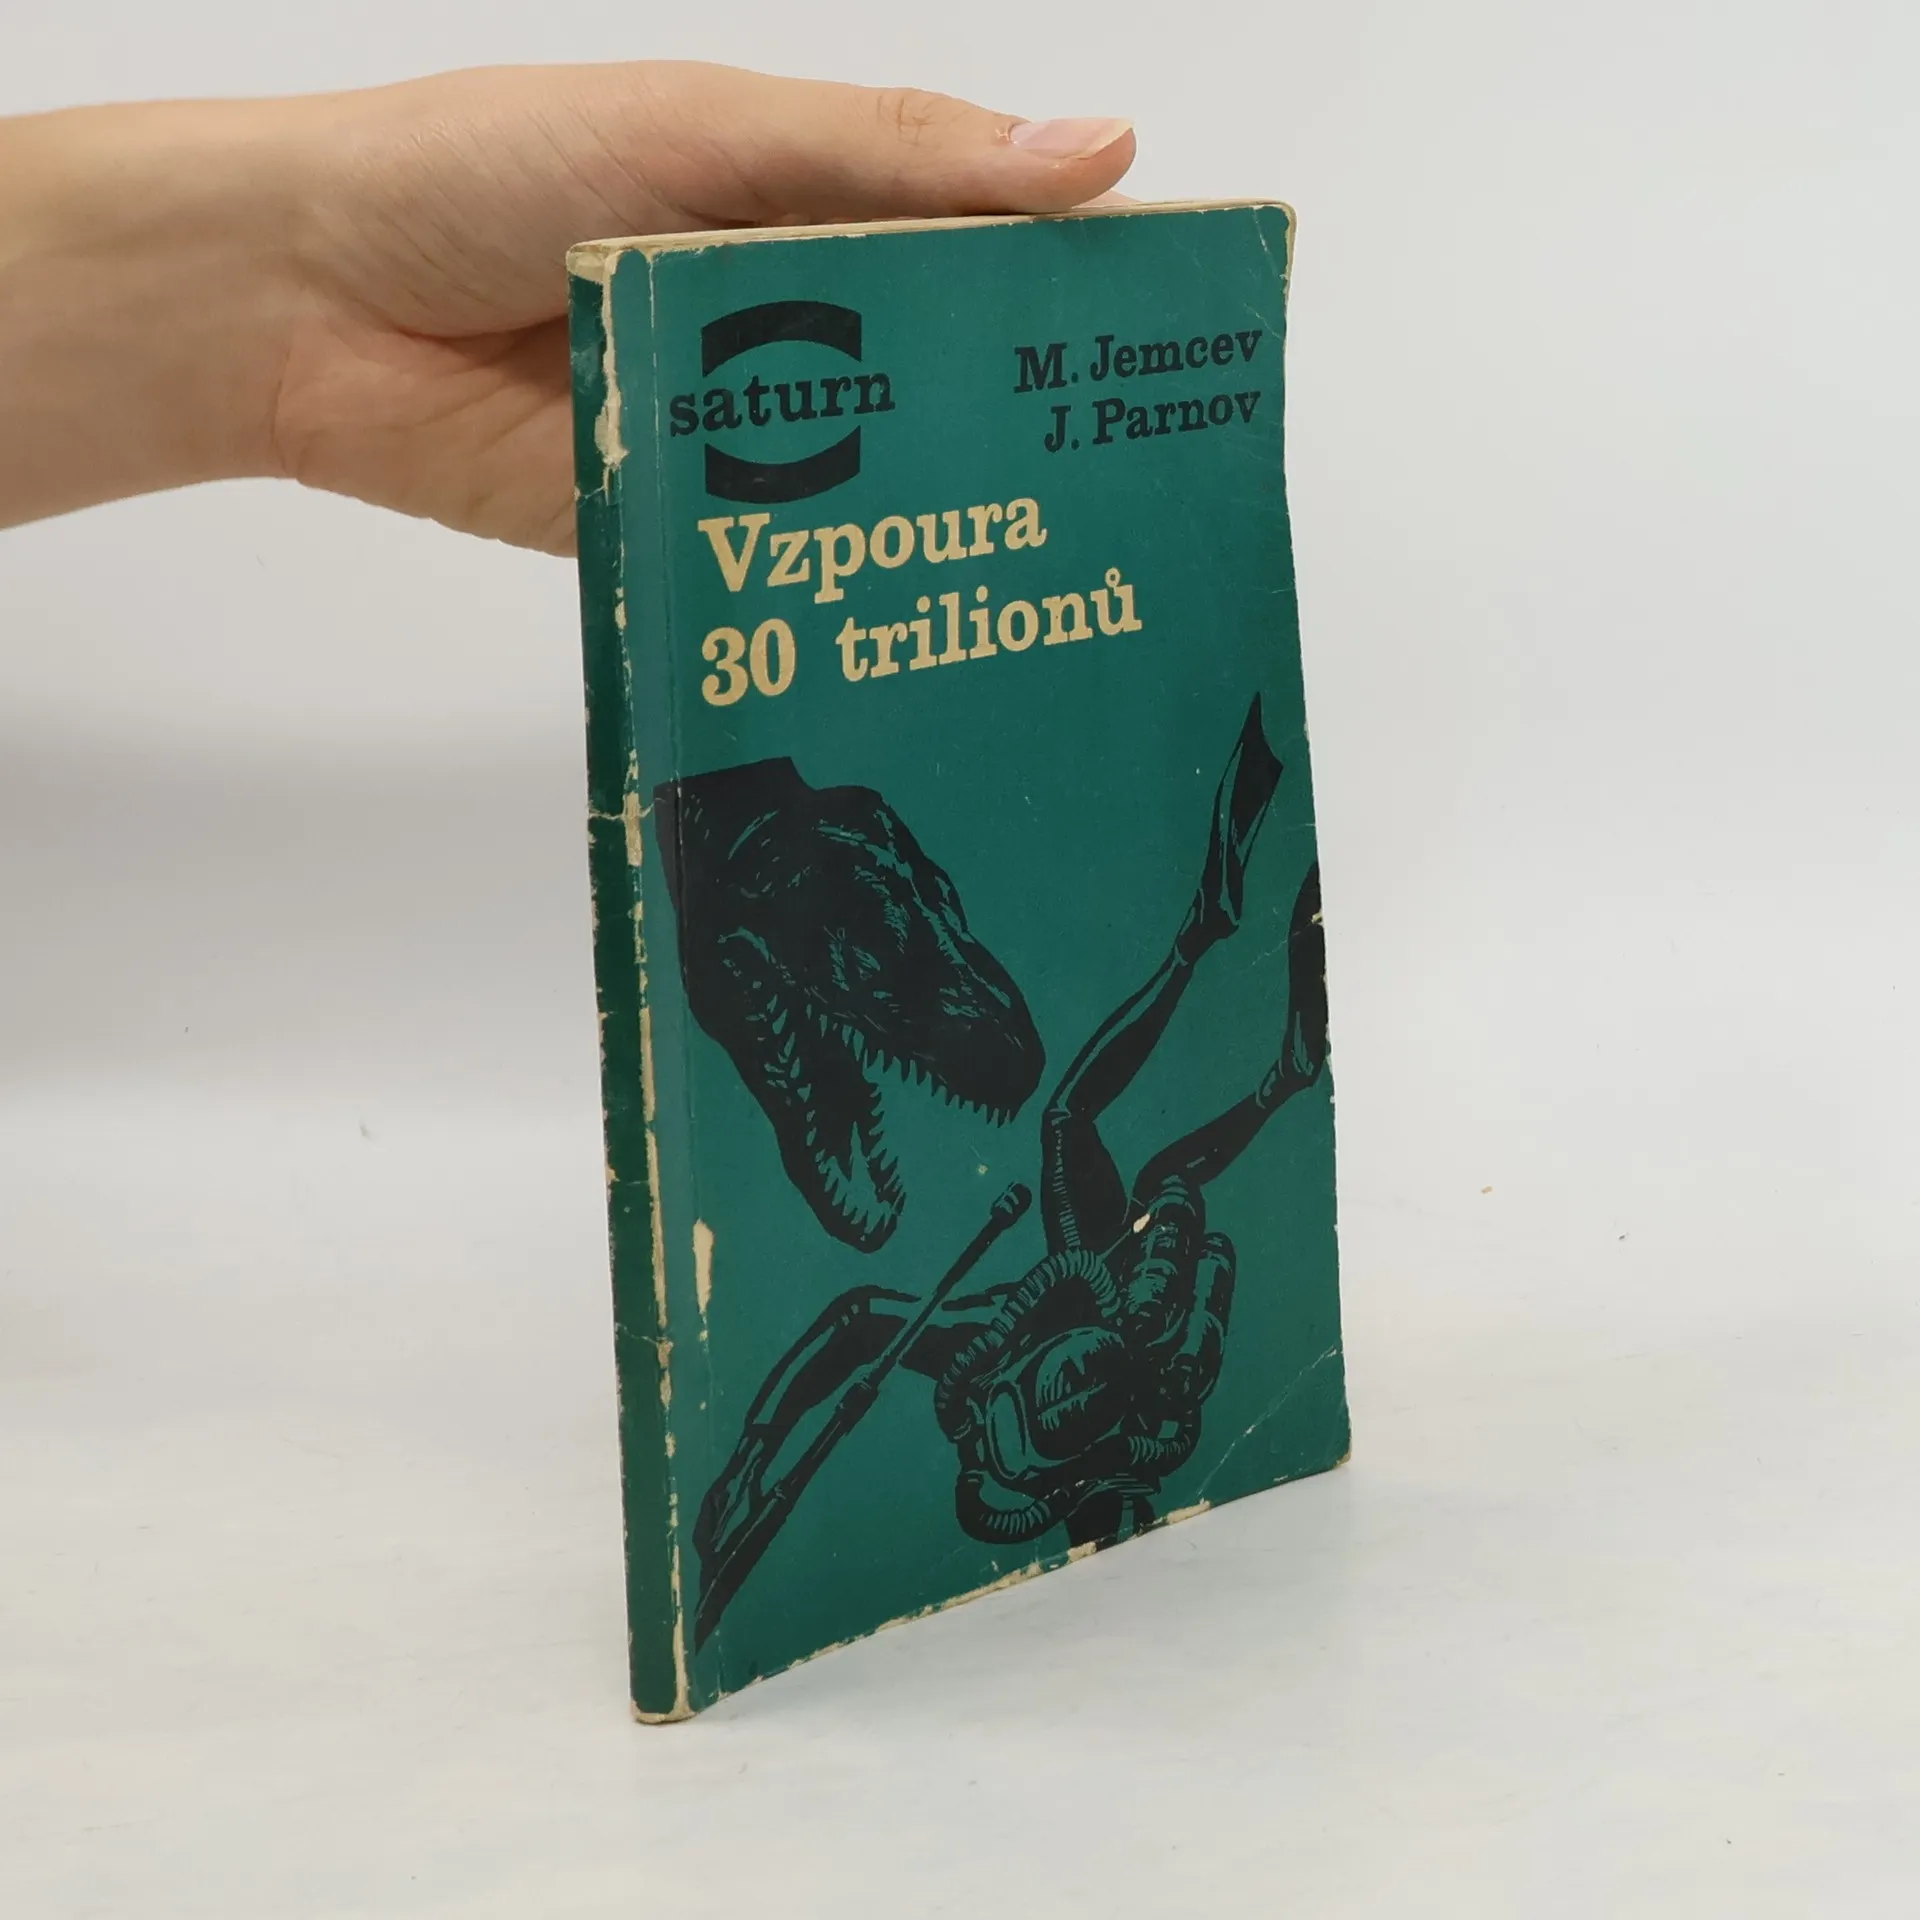 saturn
M. Jemcev
J. Parnov
Vzpoura
30 trilionů